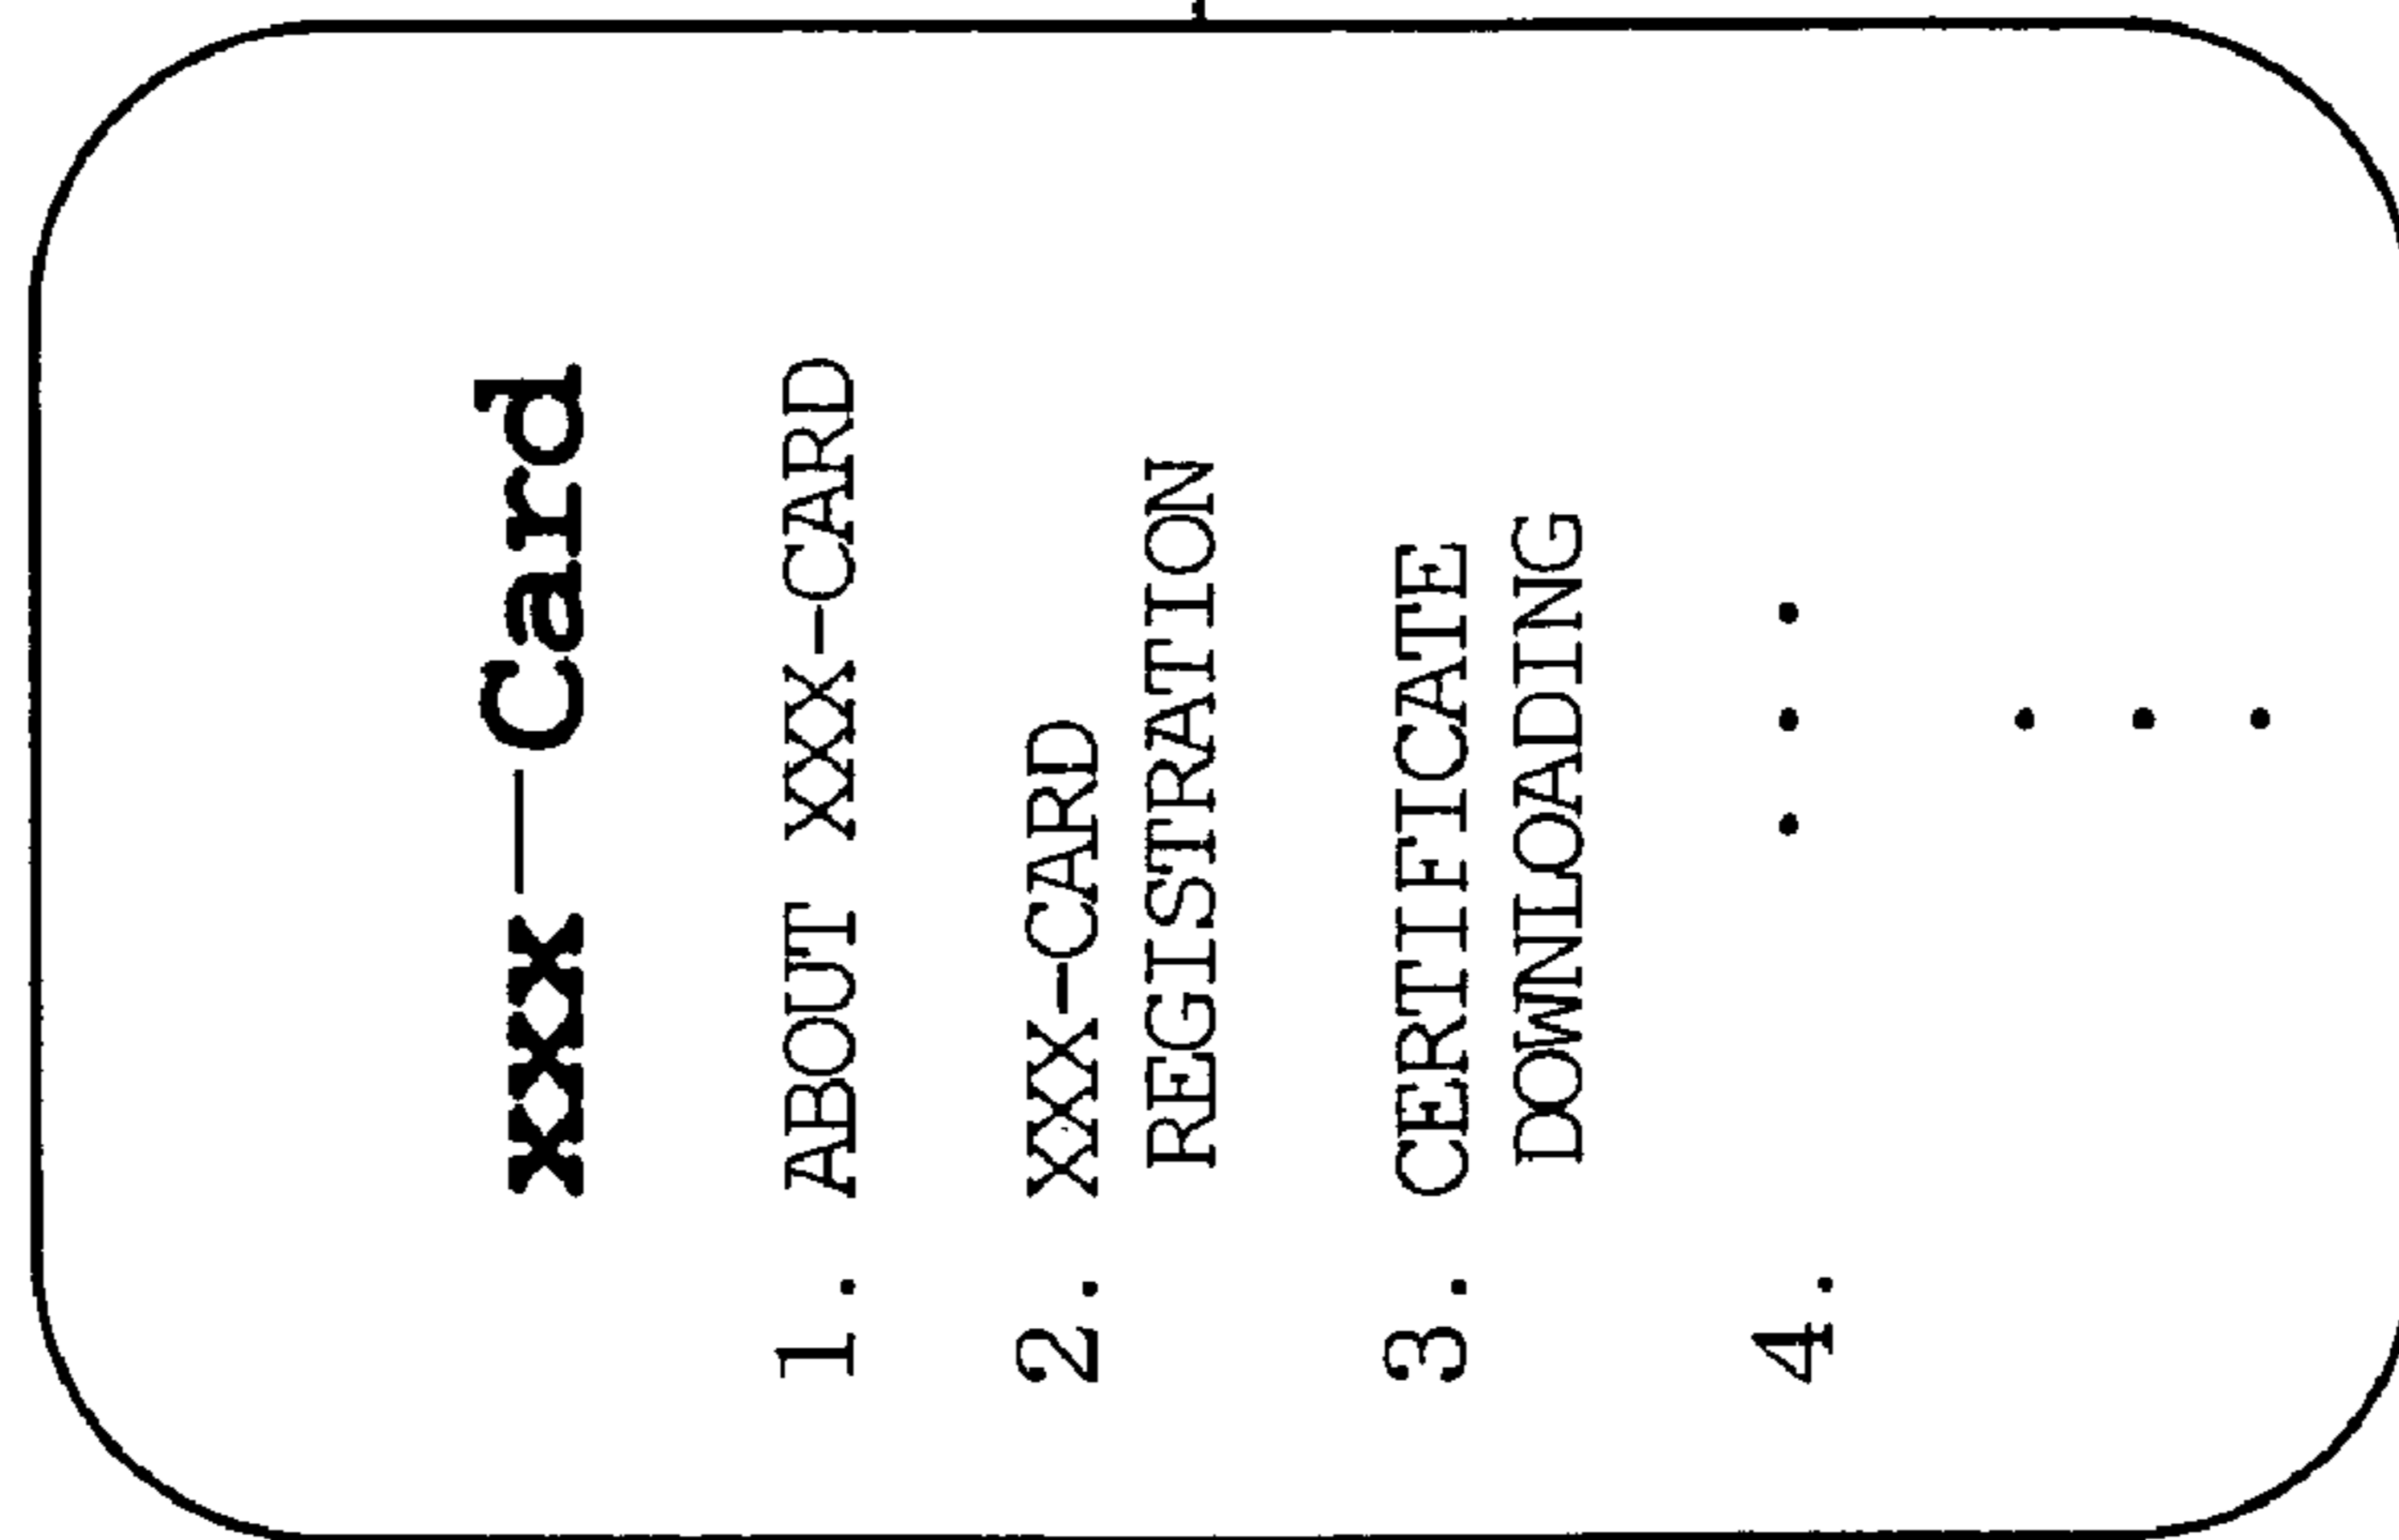 xxx—Card
1. ABOUT XXX-CARD
2. XXX-CARD
REGISTRATION
3. CERTIFICATE
DOWNLOADING
4. . . .
.
.
.